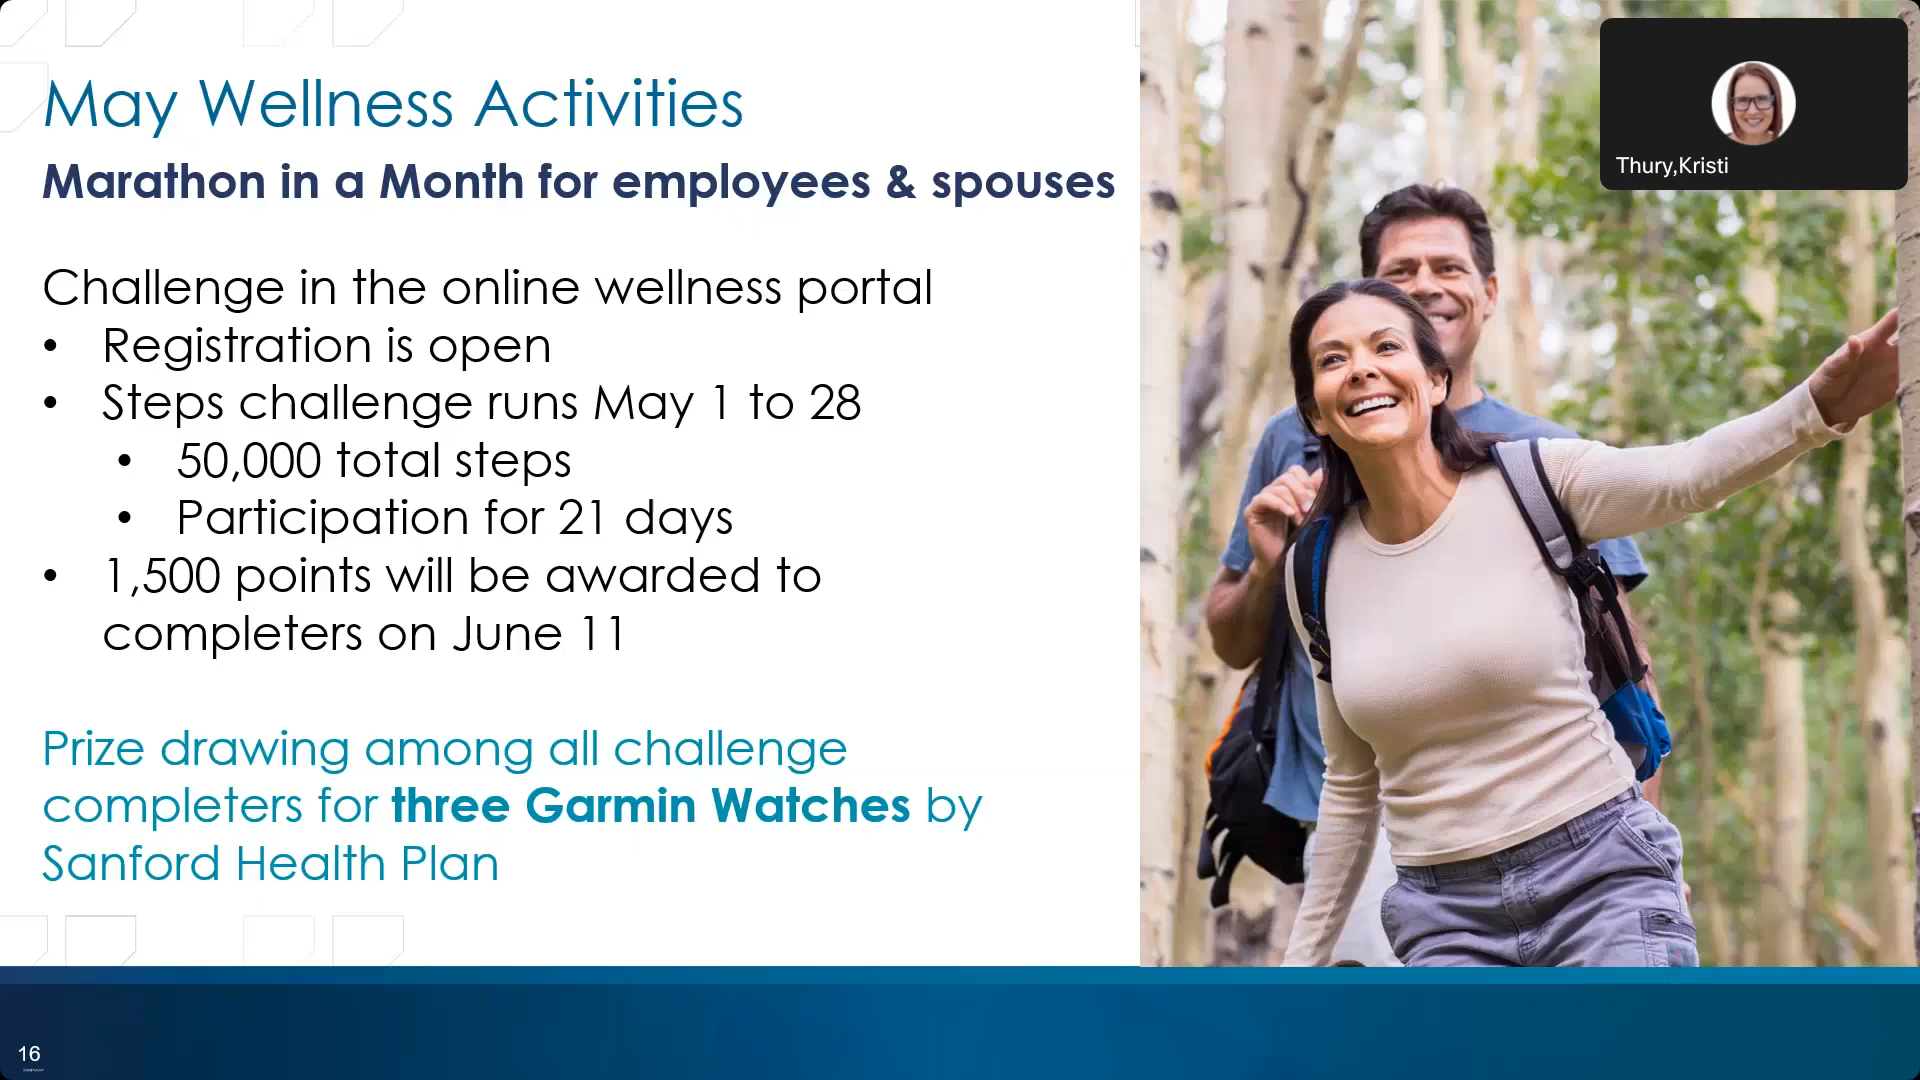 May Wellness Activities
Marathon in a Month for employees & spouses
Challenge in the online wellness portal
• Registration is open
• Steps challenge runs May 1 to 28
• 50,000 total steps
• Participation for 21 days
• 1,500 points will be awarded to
completers on June 11
Prize drawing among all challenge
completers for three Garmin Watches by
Sanford Health Plan
Thury,Kristi
16